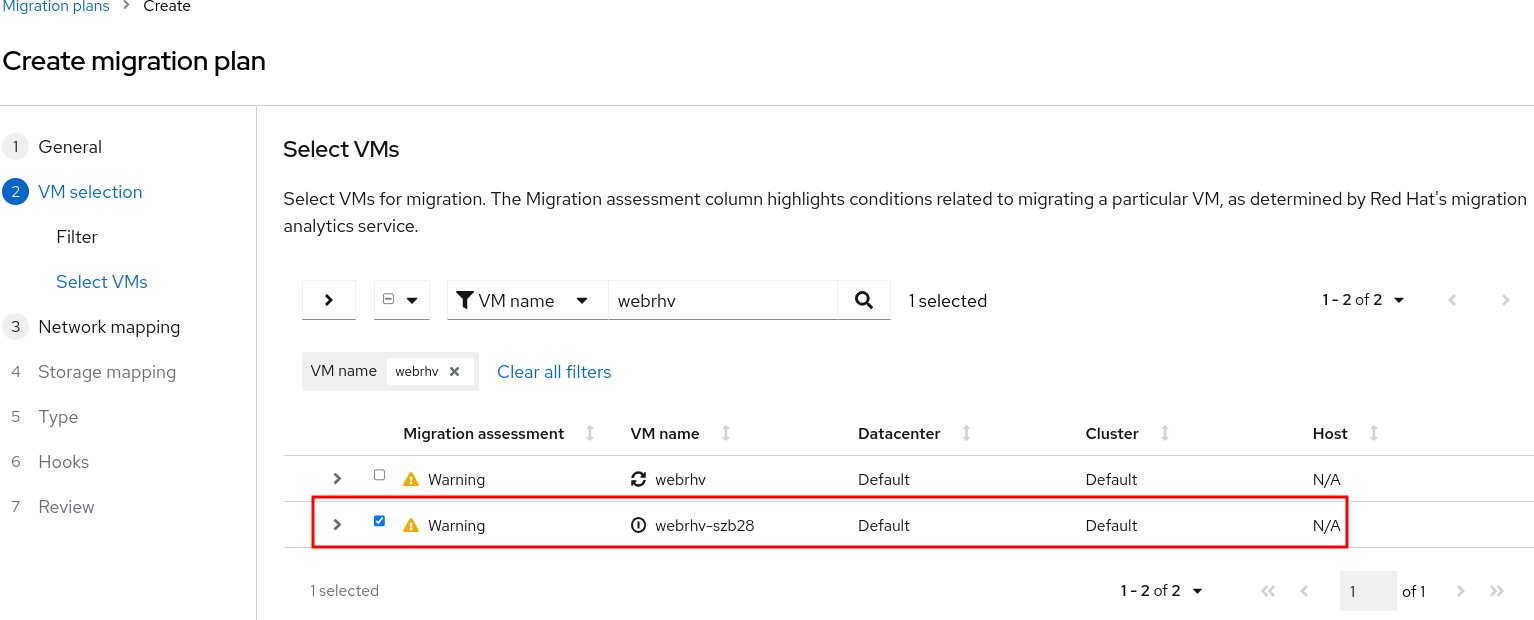 Migration plans > Create
Create migration plan
1 General
2 VM selection
Filter
Select VMs
3 Network mapping
4 Storage mapping
5 Type
6 Hooks
7 Review
Select VMs
Select VMs for migration. The Migration assessment column highlights conditions related to migrating a particular VM, as determined by Red Hat's migration
analytics service.
VM name webrhv 1 selected 1 - 2 of 2
VM name webrhv Clear all filters
Migration assessment VM name Datacenter Cluster Host
Warning webrhv Default Default N/A
Warning webrhv-szb28 Default Default N/A
1 selected 1 - 2 of 2 1 of 1